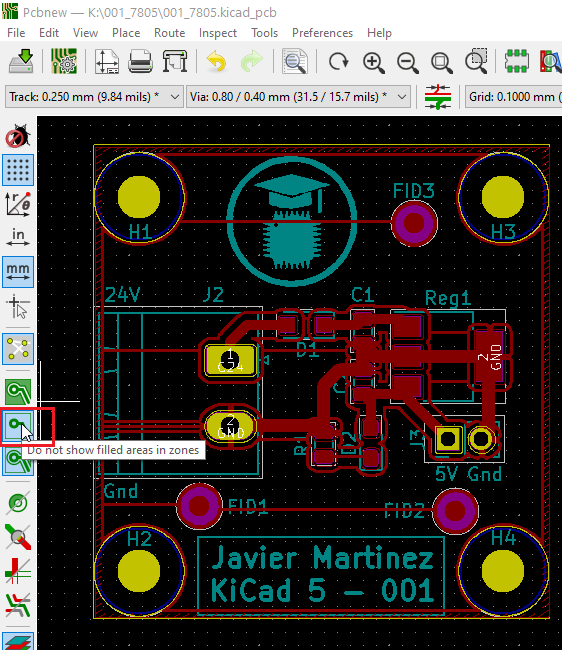 Pcbnew — K:\001_7805\001_7805.kicad_pcb
File Edit View Place Route Inspect Tools Preferences Help
Track: 0.250 mm (9.84 mils) * Via: 0.80 / 0.40 mm (31.5 / 15.7 mils) * Grid: 0.1000 mm (
in
mm
FID3
H1
H3
24V
J2
C1
Reg1
1
D1
2
GND
2
GND
R1
D2
J3
Do not show filled areas in zones
5V Gnd
Gnd
FID1
FID2
H2
H4
Javier Martinez
KiCad 5 – 001